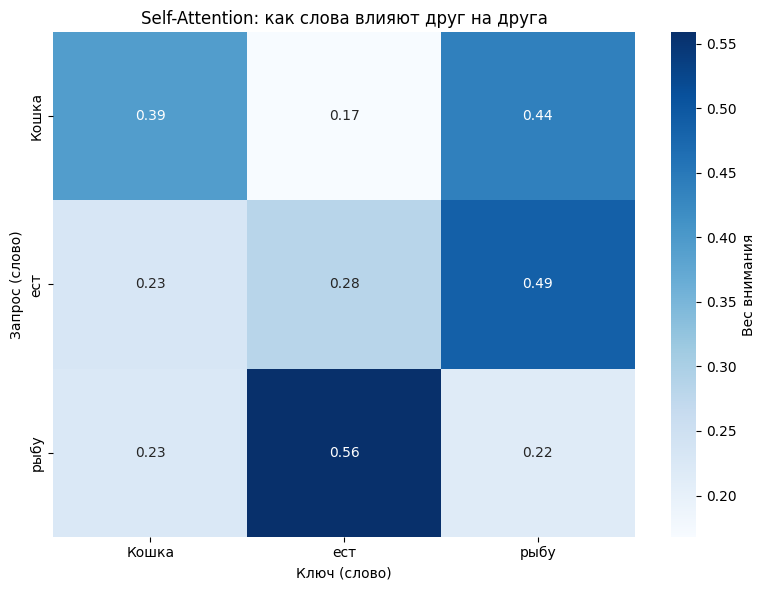 Self-Attention: как слова влияют друг на друга
Запрос (слово)
Кошка
0.39 0.17 0.44
ест
0.23 0.28 0.49
рыбу
0.23 0.56 0.22
Кошка ест рыбу
Ключ (слово)
0.55
0.50
0.45
0.40
0.35
0.30
0.25
0.20
Вес внимания